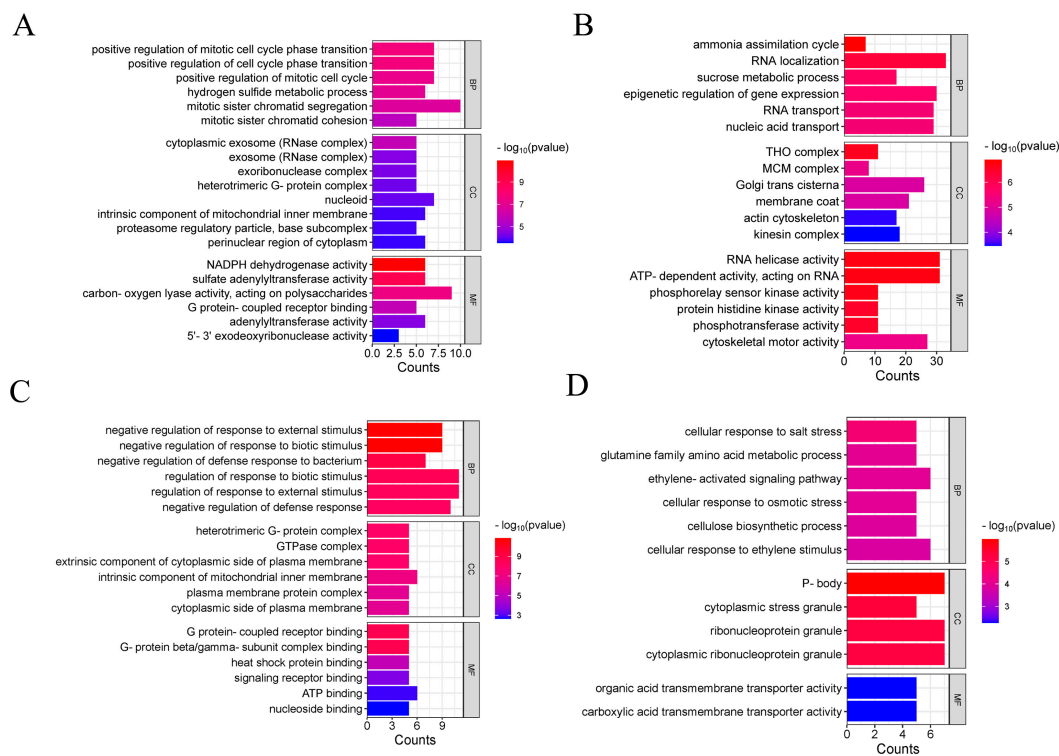 A
positive regulation of mitotic cell cycle phase transition
positive regulation of cell cycle phase transition
positive regulation of mitotic cell cycle
hydrogen sulfide metabolic process
mitotic sister chromatid segregation
mitotic sister chromatid cohesion
BP
cytoplasmic exosome (RNase complex)
exosome (RNase complex)
exoribonuclease complex
heterotrimeric G- protein complex
nucleoid
intrinsic component of mitochondrial inner membrane
proteasome regulatory particle, base subcomplex
perinuclear region of cytoplasm
CC
NADPH dehydrogenase activity
sulfate adenylyltransferase activity
carbon- oxygen lyase activity, acting on polysaccharides
G protein- coupled receptor binding
adenylyltransferase activity
5'- 3' exodeoxyribonuclease activity
MF
0.0 2.5 5.0 7.5 10.0
Counts
- log10(pvalue)
9
7
5
B
ammonia assimilation cycle
RNA localization
sucrose metabolic process
epigenetic regulation of gene expression
RNA transport
nucleic acid transport
BP
THO complex
MCM complex
Golgi trans cisterna
membrane coat
actin cytoskeleton
kinesin complex
CC
RNA helicase activity
ATP- dependent activity, acting on RNA
phosphorelay sensor kinase activity
protein histidine kinase activity
phosphotransferase activity
cytoskeletal motor activity
MF
0 10 20 30
Counts
- log10(pvalue)
6
5
4
C
negative regulation of response to external stimulus
negative regulation of response to biotic stimulus
negative regulation of defense response to bacterium
regulation of response to biotic stimulus
regulation of response to external stimulus
negative regulation of defense response
BP
heterotrimeric G- protein complex
GTPase complex
extrinsic component of cytoplasmic side of plasma membrane
intrinsic component of mitochondrial inner membrane
plasma membrane protein complex
cytoplasmic side of plasma membrane
CC
G protein- coupled receptor binding
G- protein beta/gamma- subunit complex binding
heat shock protein binding
signaling receptor binding
ATP binding
nucleoside binding
MF
0 3 6 9
Counts
- log10(pvalue)
9
7
5
3
D
cellular response to salt stress
glutamine family amino acid metabolic process
ethylene- activated signaling pathway
cellular response to osmotic stress
cellulose biosynthetic process
cellular response to ethylene stimulus
BP
P- body
cytoplasmic stress granule
ribonucleoprotein granule
cytoplasmic ribonucleoprotein granule
CC
organic acid transmembrane transporter activity
carboxylic acid transmembrane transporter activity
MF
0 2 4 6
Counts
- log10(pvalue)
5
4
3